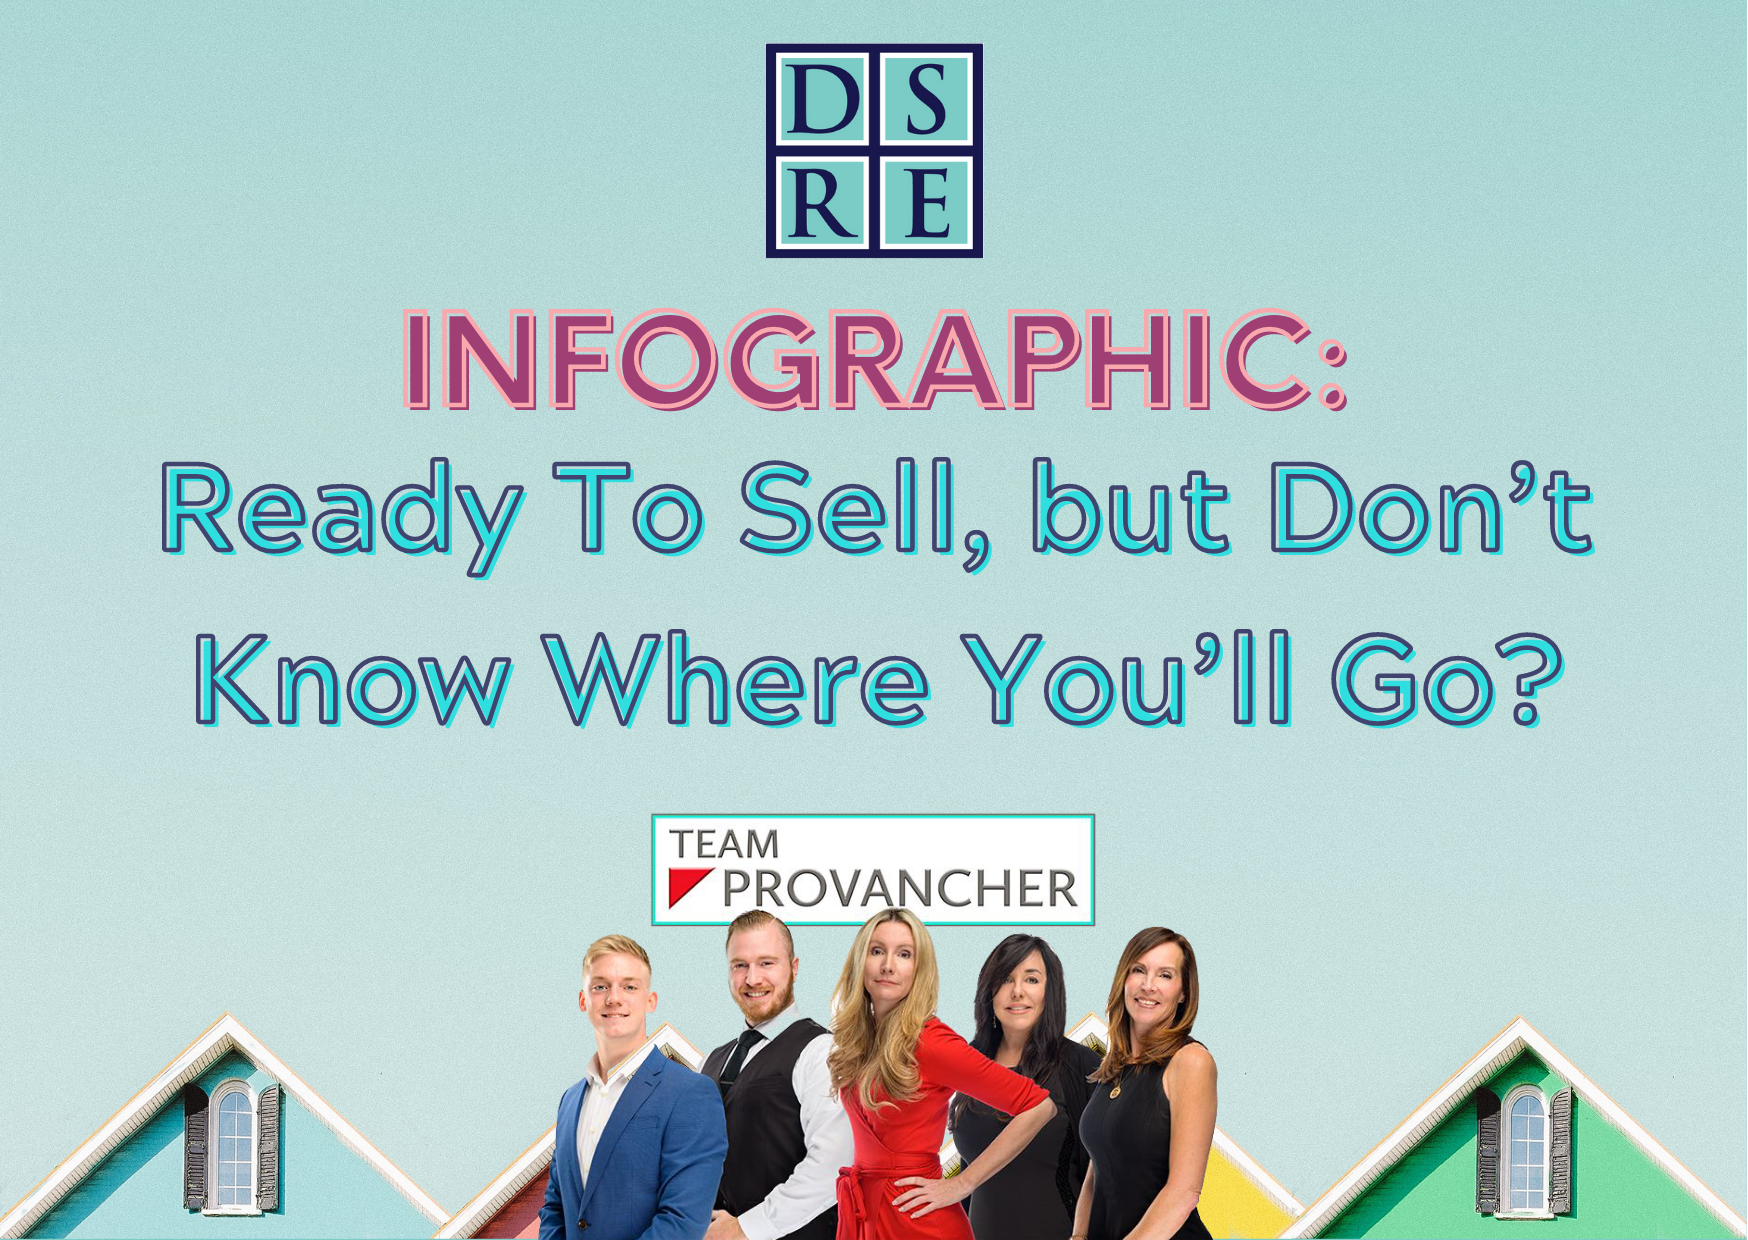 D S
R E
INFOGRAPHIC:
Ready To Sell, but Don’t
Know Where You’ll Go?
TEAM
PROVANCHER